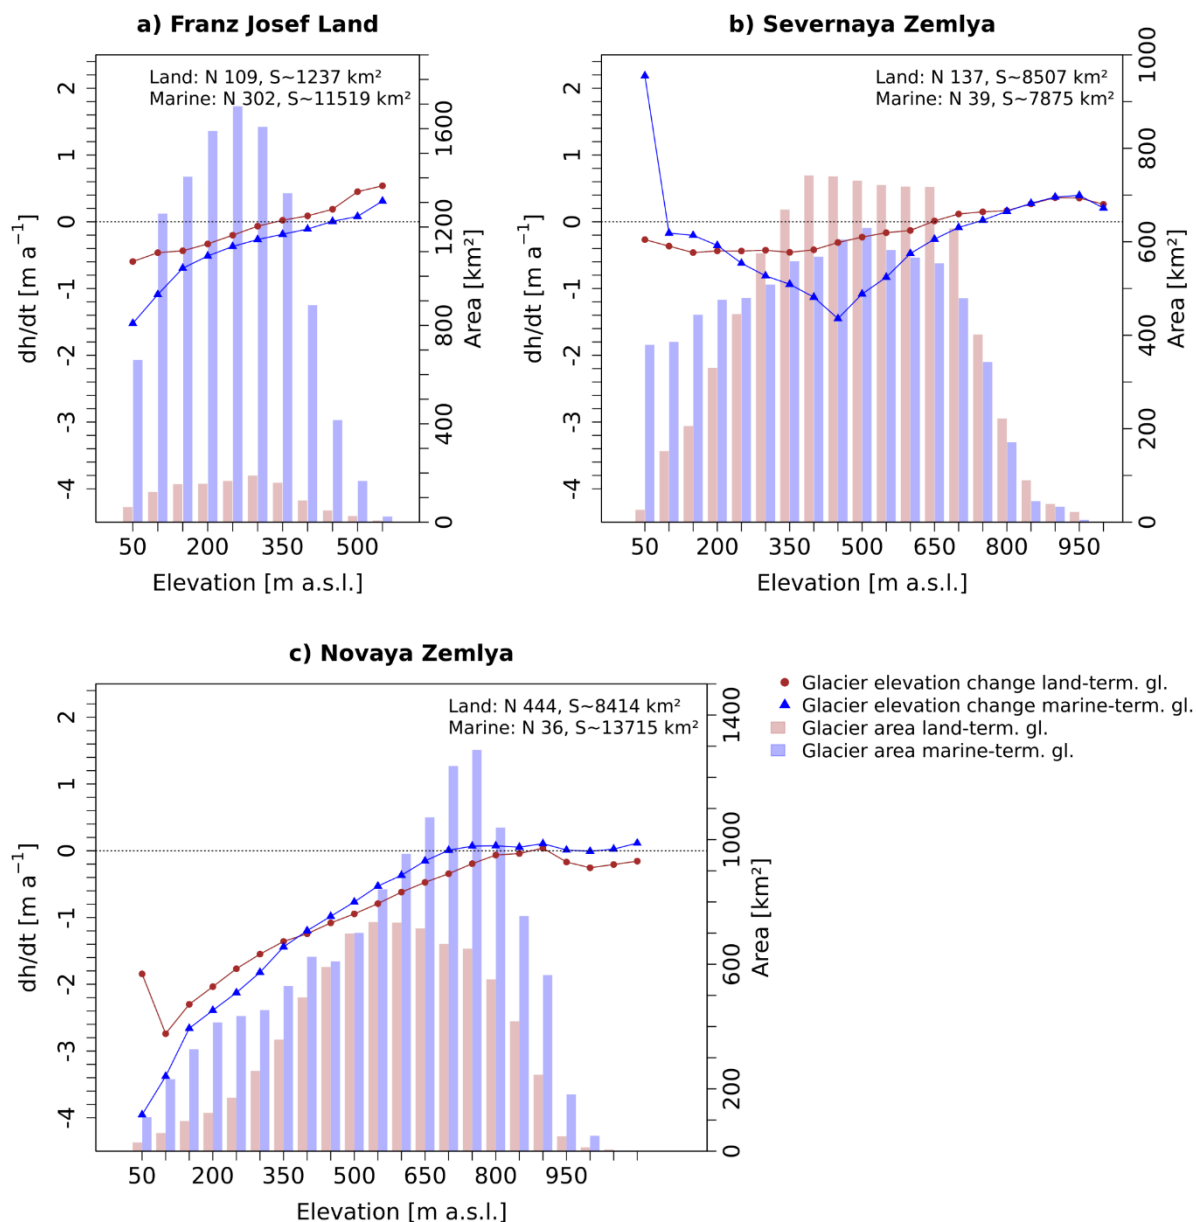 a) Franz Josef Land
Land: N 109, S~1237 km²
Marine: N 302, S~11519 km²
dh/dt [m a⁻¹]
2
1
0
-1
-2
-3
-4
50
200
350
500
Elevation [m a.s.l.]
0
400
800
1200
1600
Area [km²]
b) Severnaya Zemlya
Land: N 137, S~8507 km²
Marine: N 39, S~7875 km²
dh/dt [m a⁻¹]
2
1
0
-1
-2
-3
-4
50
200
350
500
650
800
950
Elevation [m a.s.l.]
0
200
400
600
800
1000
Area [km²]
c) Novaya Zemlya
Land: N 444, S~8414 km²
Marine: N 36, S~13715 km²
dh/dt [m a⁻¹]
2
1
0
-1
-2
-3
-4
50
200
350
500
650
800
950
Elevation [m a.s.l.]
0
200
600
1000
1400
Area [km²]
Glacier elevation change land-term. gl.
Glacier elevation change marine-term. gl.
Glacier area land-term. gl.
Glacier area marine-term. gl.